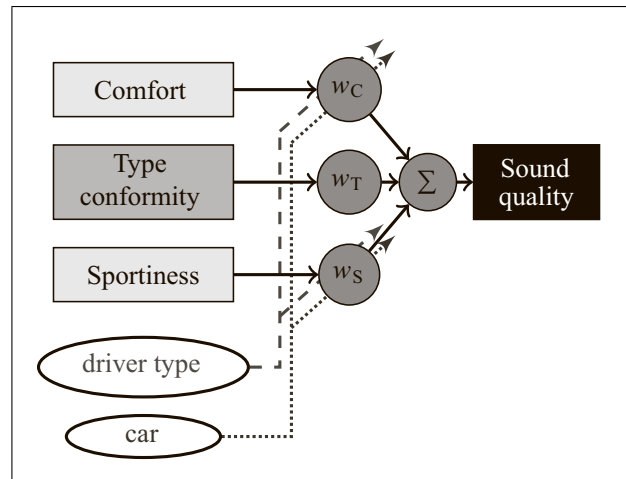 Comfort
w_C
Type
conformity
w_T
Σ
Sound
quality
Sportiness
w_S
driver type
car